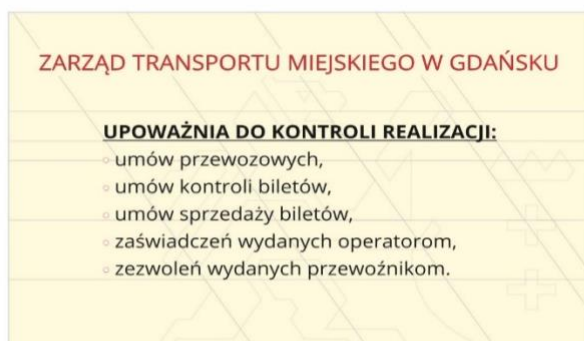 ZARZĄD TRANSPORTU MIEJSKIEGO W GDAŃSKU
UPOWAŻNIA DO KONTROLI REALIZACJI:
◦ umów przewozowych,
◦ umów kontroli biletów,
◦ umów sprzedaży biletów,
◦ zaświadczeń wydanych operatorom,
◦ zezwoleń wydanych przewoźnikom.